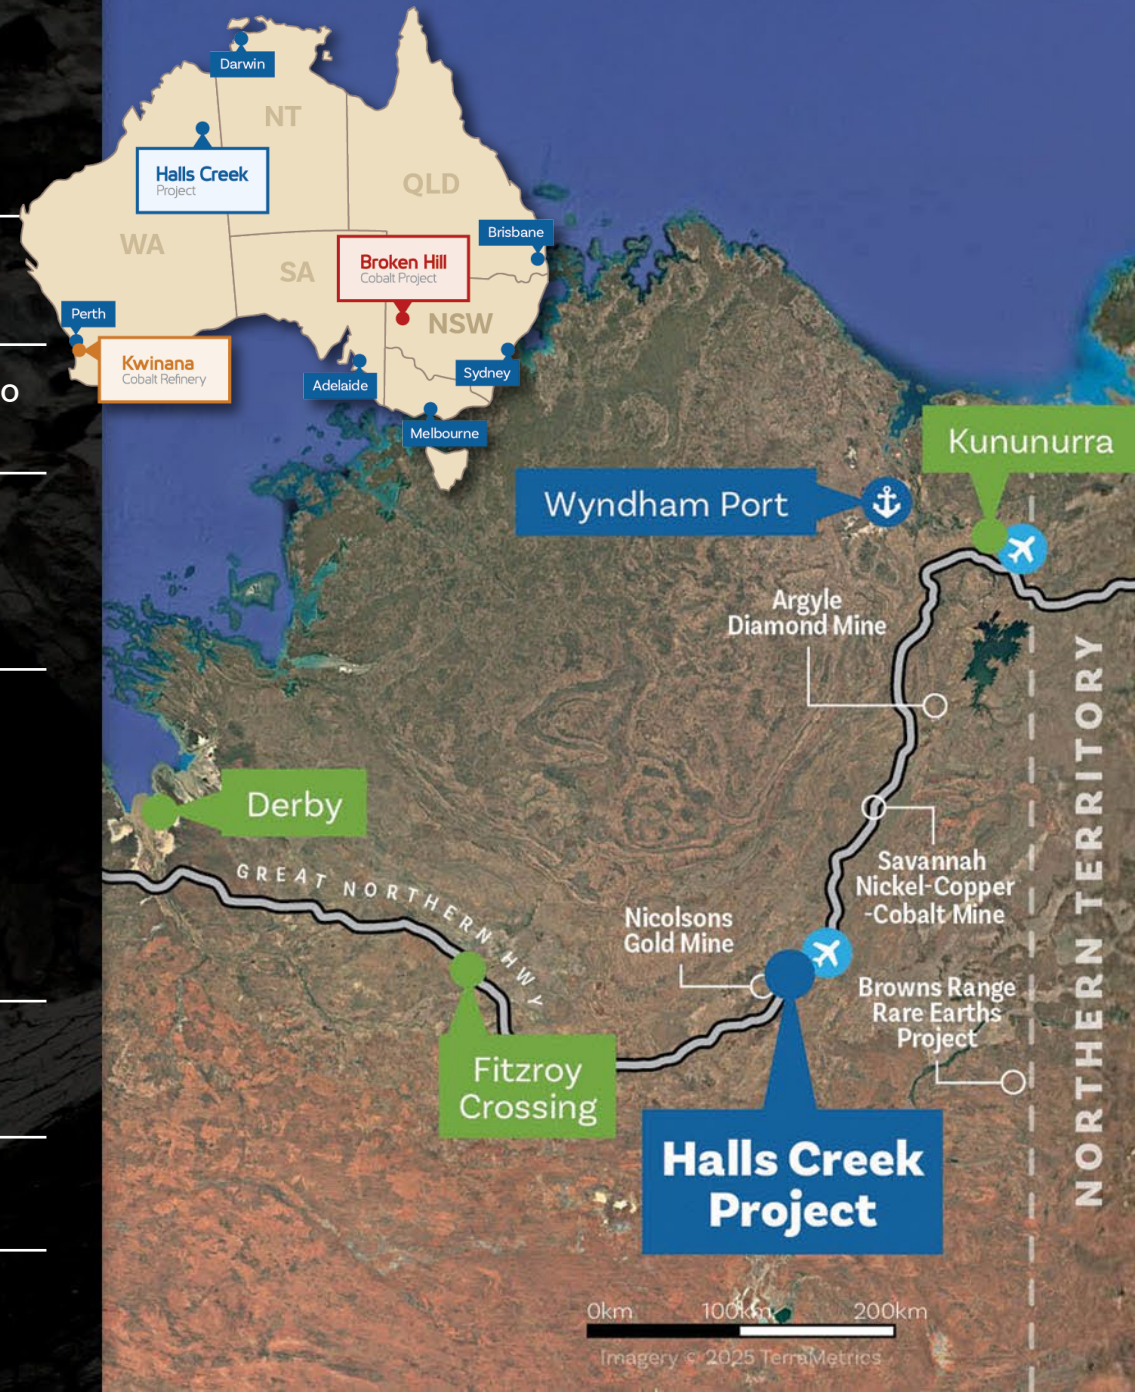 Darwin
NT
Halls Creek
Project
QLD
WA
Brisbane
Broken Hill
Cobalt Project
SA
Perth
NSW
Kwinana
Cobalt Refinery
Sydney
Adelaide
Melbourne
O
Kununurra
Wyndham Port
Argyle
Diamond Mine
NORTHERN TERRITORY
Derby
GREAT NORTHERN HWY
Savannah
Nickel-Copper
-Cobalt Mine
Nicolsons
Gold Mine
Browns Range
Rare Earths
Project
Fitzroy
Crossing
Halls Creek
Project
0km 100km 200km
Imagery © 2025 TerraMetrics